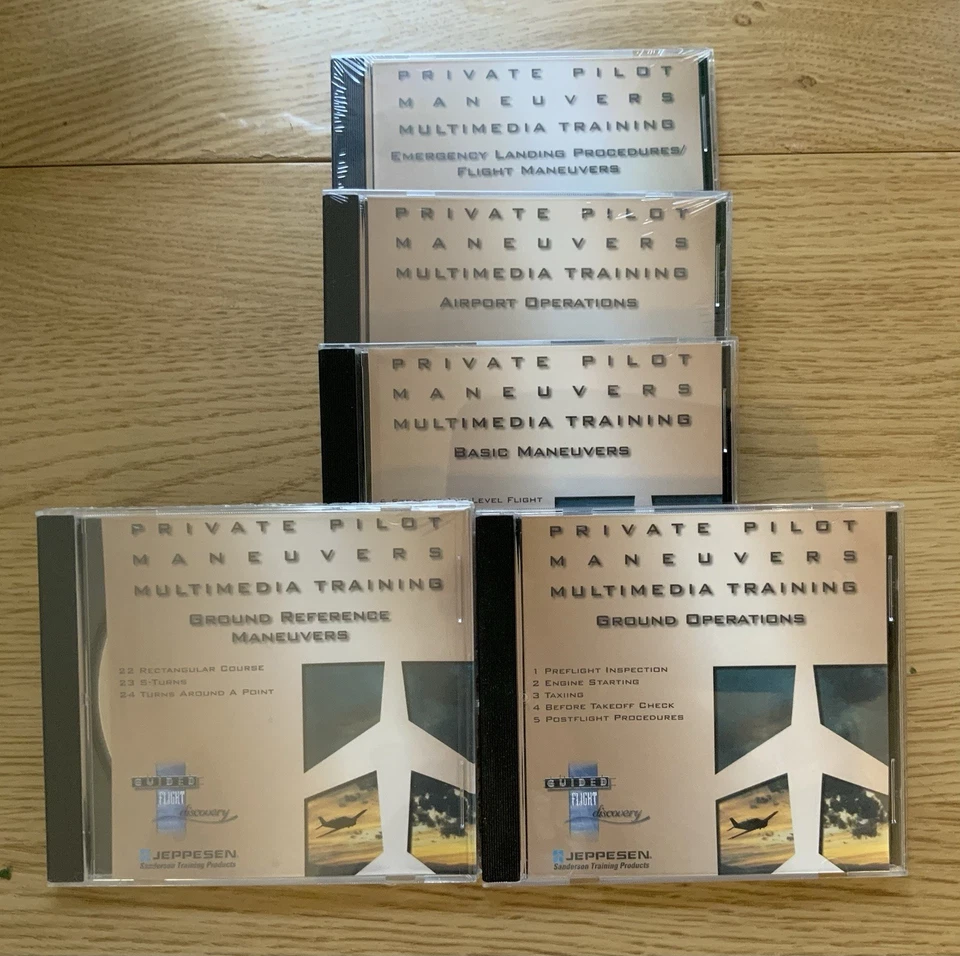 PRIVATE PILOT
MANEUVERS
MULTIMEDIA TRAINING
EMERGENCY LANDING PROCEDURES/
FLIGHT MANEUVERS
PRIVATE PILOT
MANEUVERS
MULTIMEDIA TRAINING
AIRPORT OPERATIONS
PRIVATE PILOT
MANEUVERS
MULTIMEDIA TRAINING
BASIC MANEUVERS
LEVEL FLIGHT
PRIVATE PILOT
MANEUVERS
MULTIMEDIA TRAINING
GROUND REFERENCE
MANEUVERS
22 RECTANGULAR COURSE
23 S-TURNS
24 TURNS AROUND A POINT
GUIDED
FLIGHT
discovery
JEPPESEN
Sanderson Training Products
PRIVATE PILOT
MANEUVERS
MULTIMEDIA TRAINING
GROUND OPERATIONS
1 PREFLIGHT INSPECTION
2 ENGINE STARTING
3 TAXIING
4 BEFORE TAKEOFF CHECK
5 POSTFLIGHT PROCEDURES
GUIDED
FLIGHT
discovery
JEPPESEN®
Sanderson Training Products